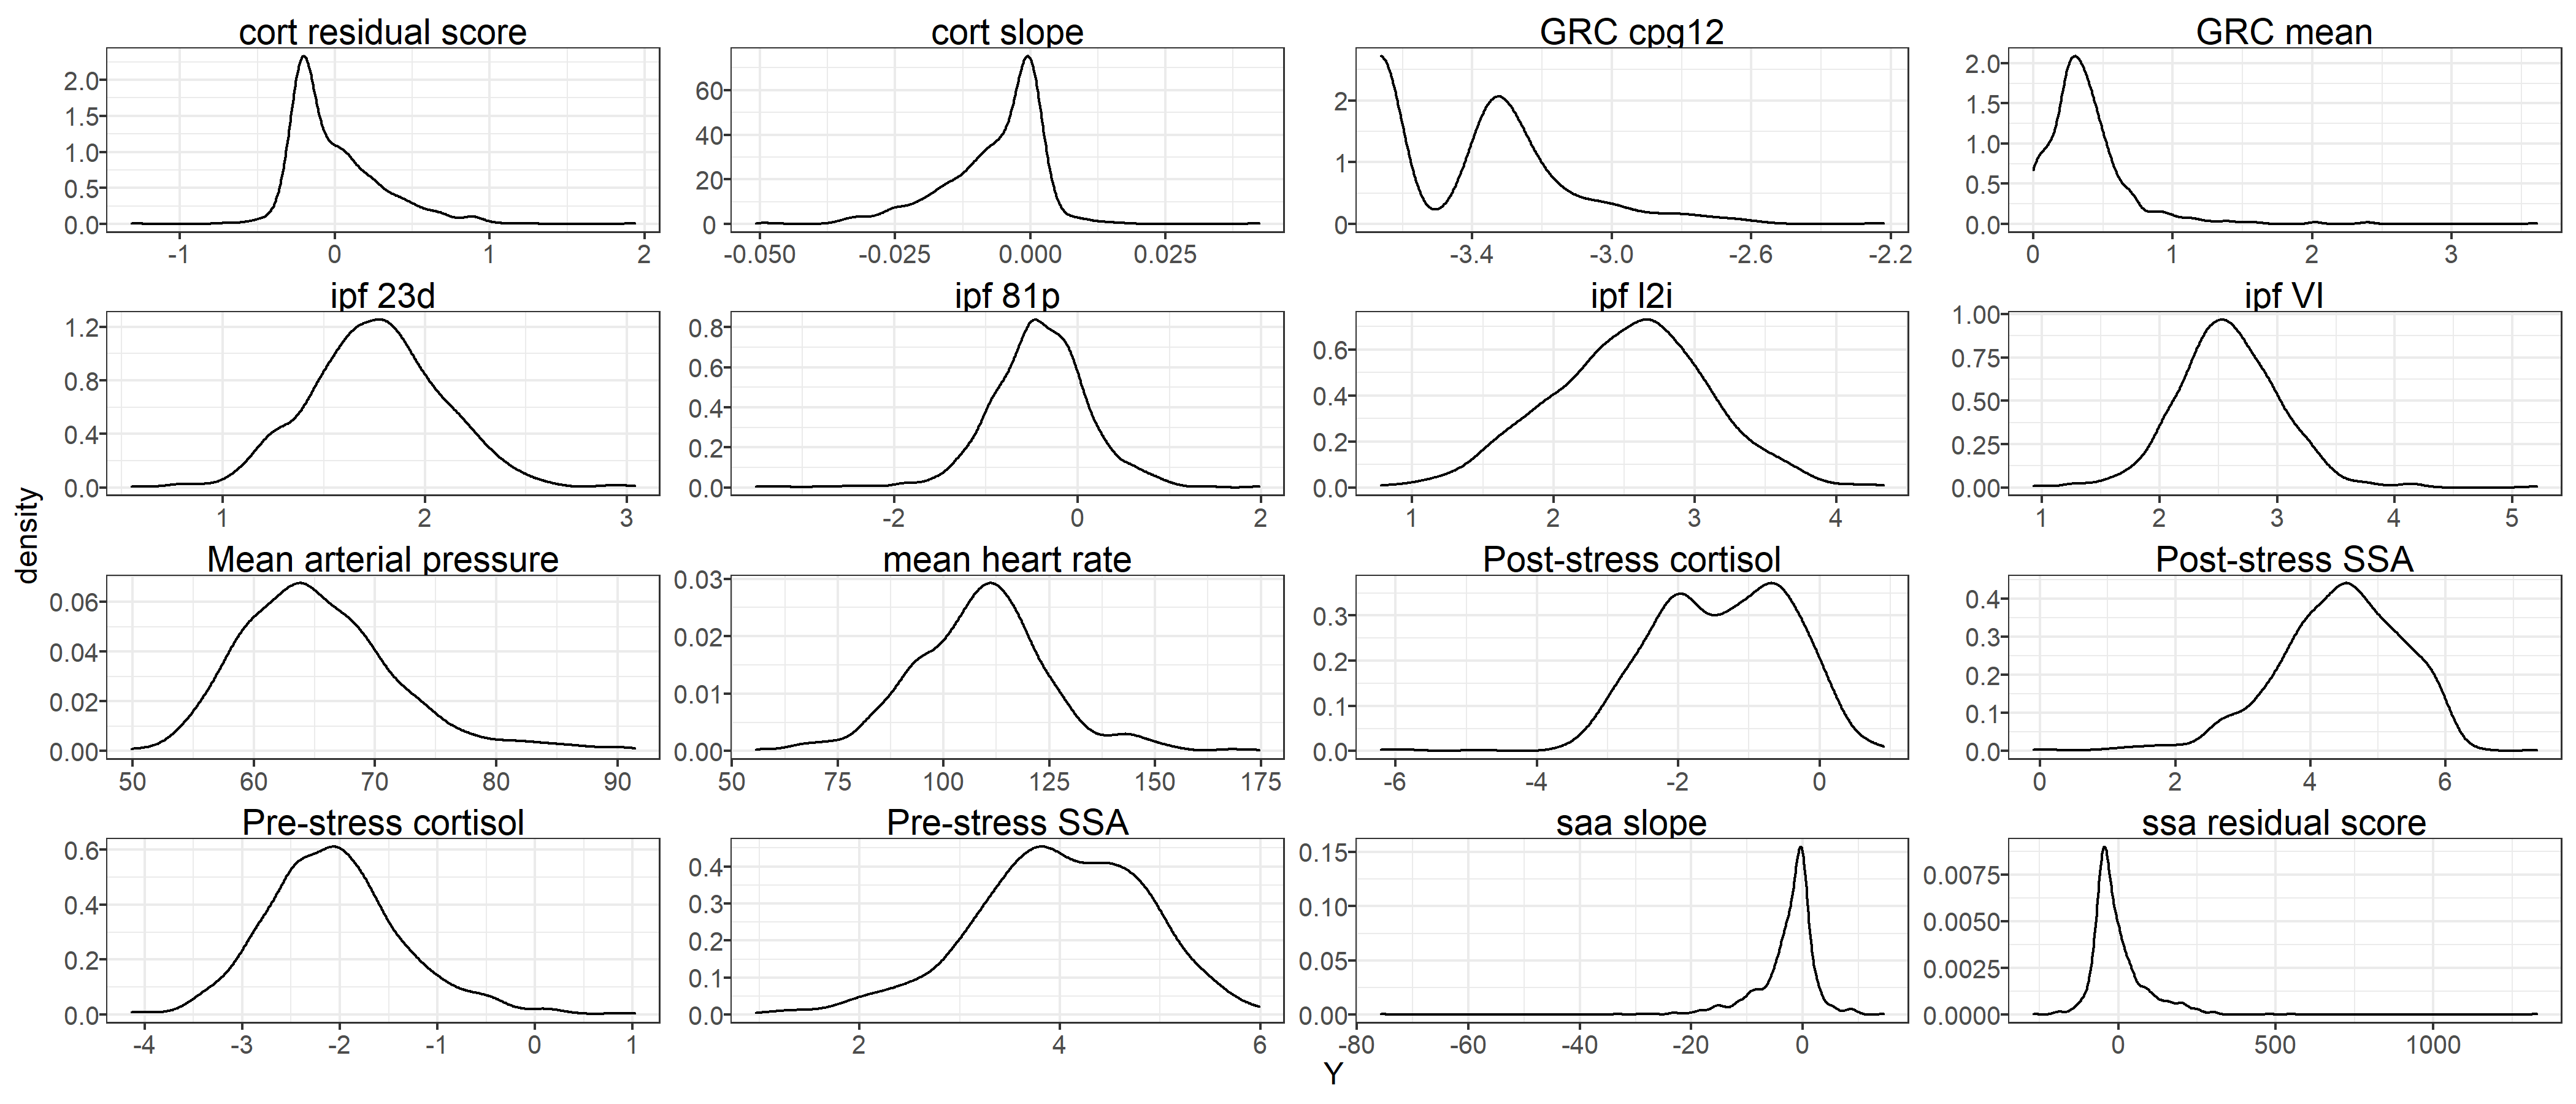 cort residual score cort slope GRC cpg12 GRC mean
2.0 1.5 1.0 0.5 0.0 60 40 20 0 2 1 0 2.0 1.5 1.0 0.5 0.0
-1 0 1 2 -0.050 -0.025 0.000 0.025 -3.4 -3.0 -2.6 -2.2 0 1 2 3
ipf 23d ipf 81p ipf l2i ipf VI
1.2 0.8 0.4 0.0 0.8 0.6 0.4 0.2 0.0 0.6 0.4 0.2 0.0 1.00 0.75 0.50 0.25 0.00
1 2 3 -2 0 2 1 2 3 4 1 2 3 4 5
density
Mean arterial pressure mean heart rate Post-stress cortisol Post-stress SSA
0.06 0.04 0.02 0.00 0.03 0.02 0.01 0.00 0.3 0.2 0.1 0.0 0.4 0.3 0.2 0.1 0.0
50 60 70 80 90 50 75 100 125 150 175 -6 -4 -2 0 0 2 4 6
Pre-stress cortisol Pre-stress SSA saa slope ssa residual score
0.6 0.4 0.2 0.0 0.4 0.3 0.2 0.1 0.0 0.15 0.10 0.05 0.00 0.0075 0.0050 0.0025 0.0000
-4 -3 -2 -1 0 1 2 4 6 -80 -60 -40 -20 0 0 500 1000
Y